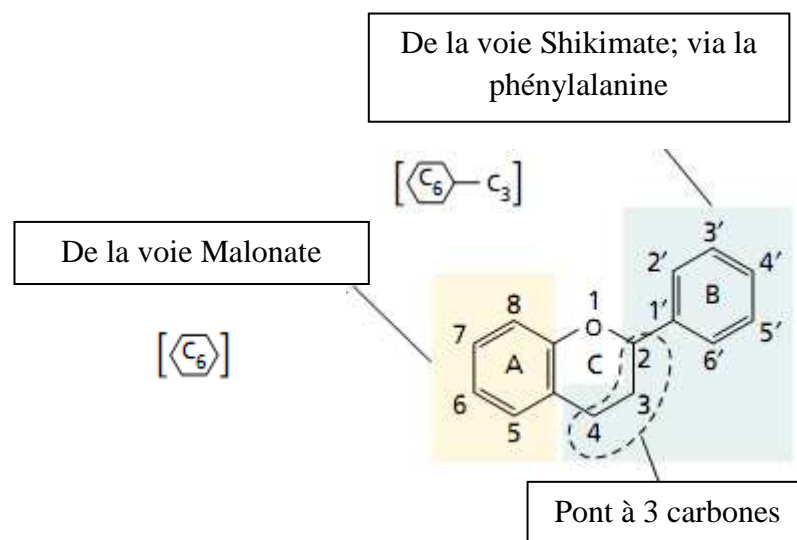 De la voie Shikimate; via la
phénylalanine
[C6 — C3]
De la voie Malonate
[C6]
3′
2′
4′
B
8
1
1′
O
7
5′
A
C
2
6′
6
3
5
4
Pont à 3 carbones